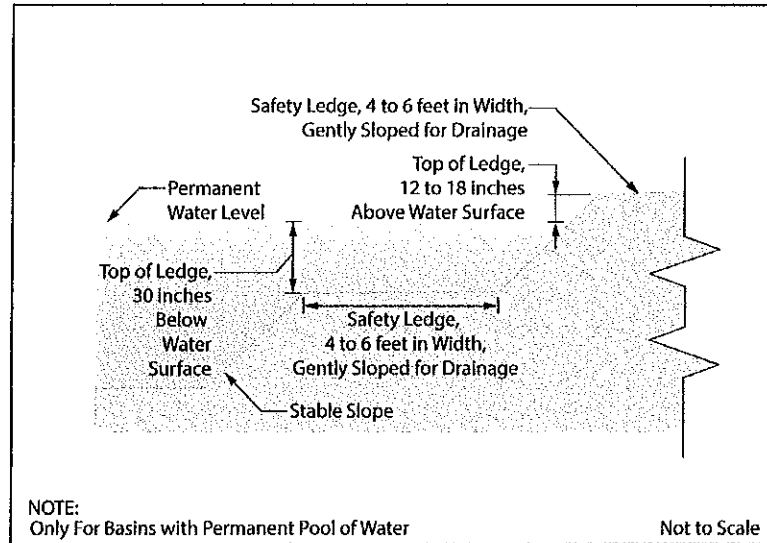 Safety Ledge, 4 to 6 feet in Width,
Gently Sloped for Drainage
Top of Ledge,
12 to 18 inches
Above Water Surface
Permanent
Water Level
Top of Ledge,
30 inches
Below
Water
Surface
Safety Ledge,
4 to 6 feet in Width,
Gently Sloped for Drainage
Stable Slope
NOTE:
Only For Basins with Permanent Pool of Water
Not to Scale